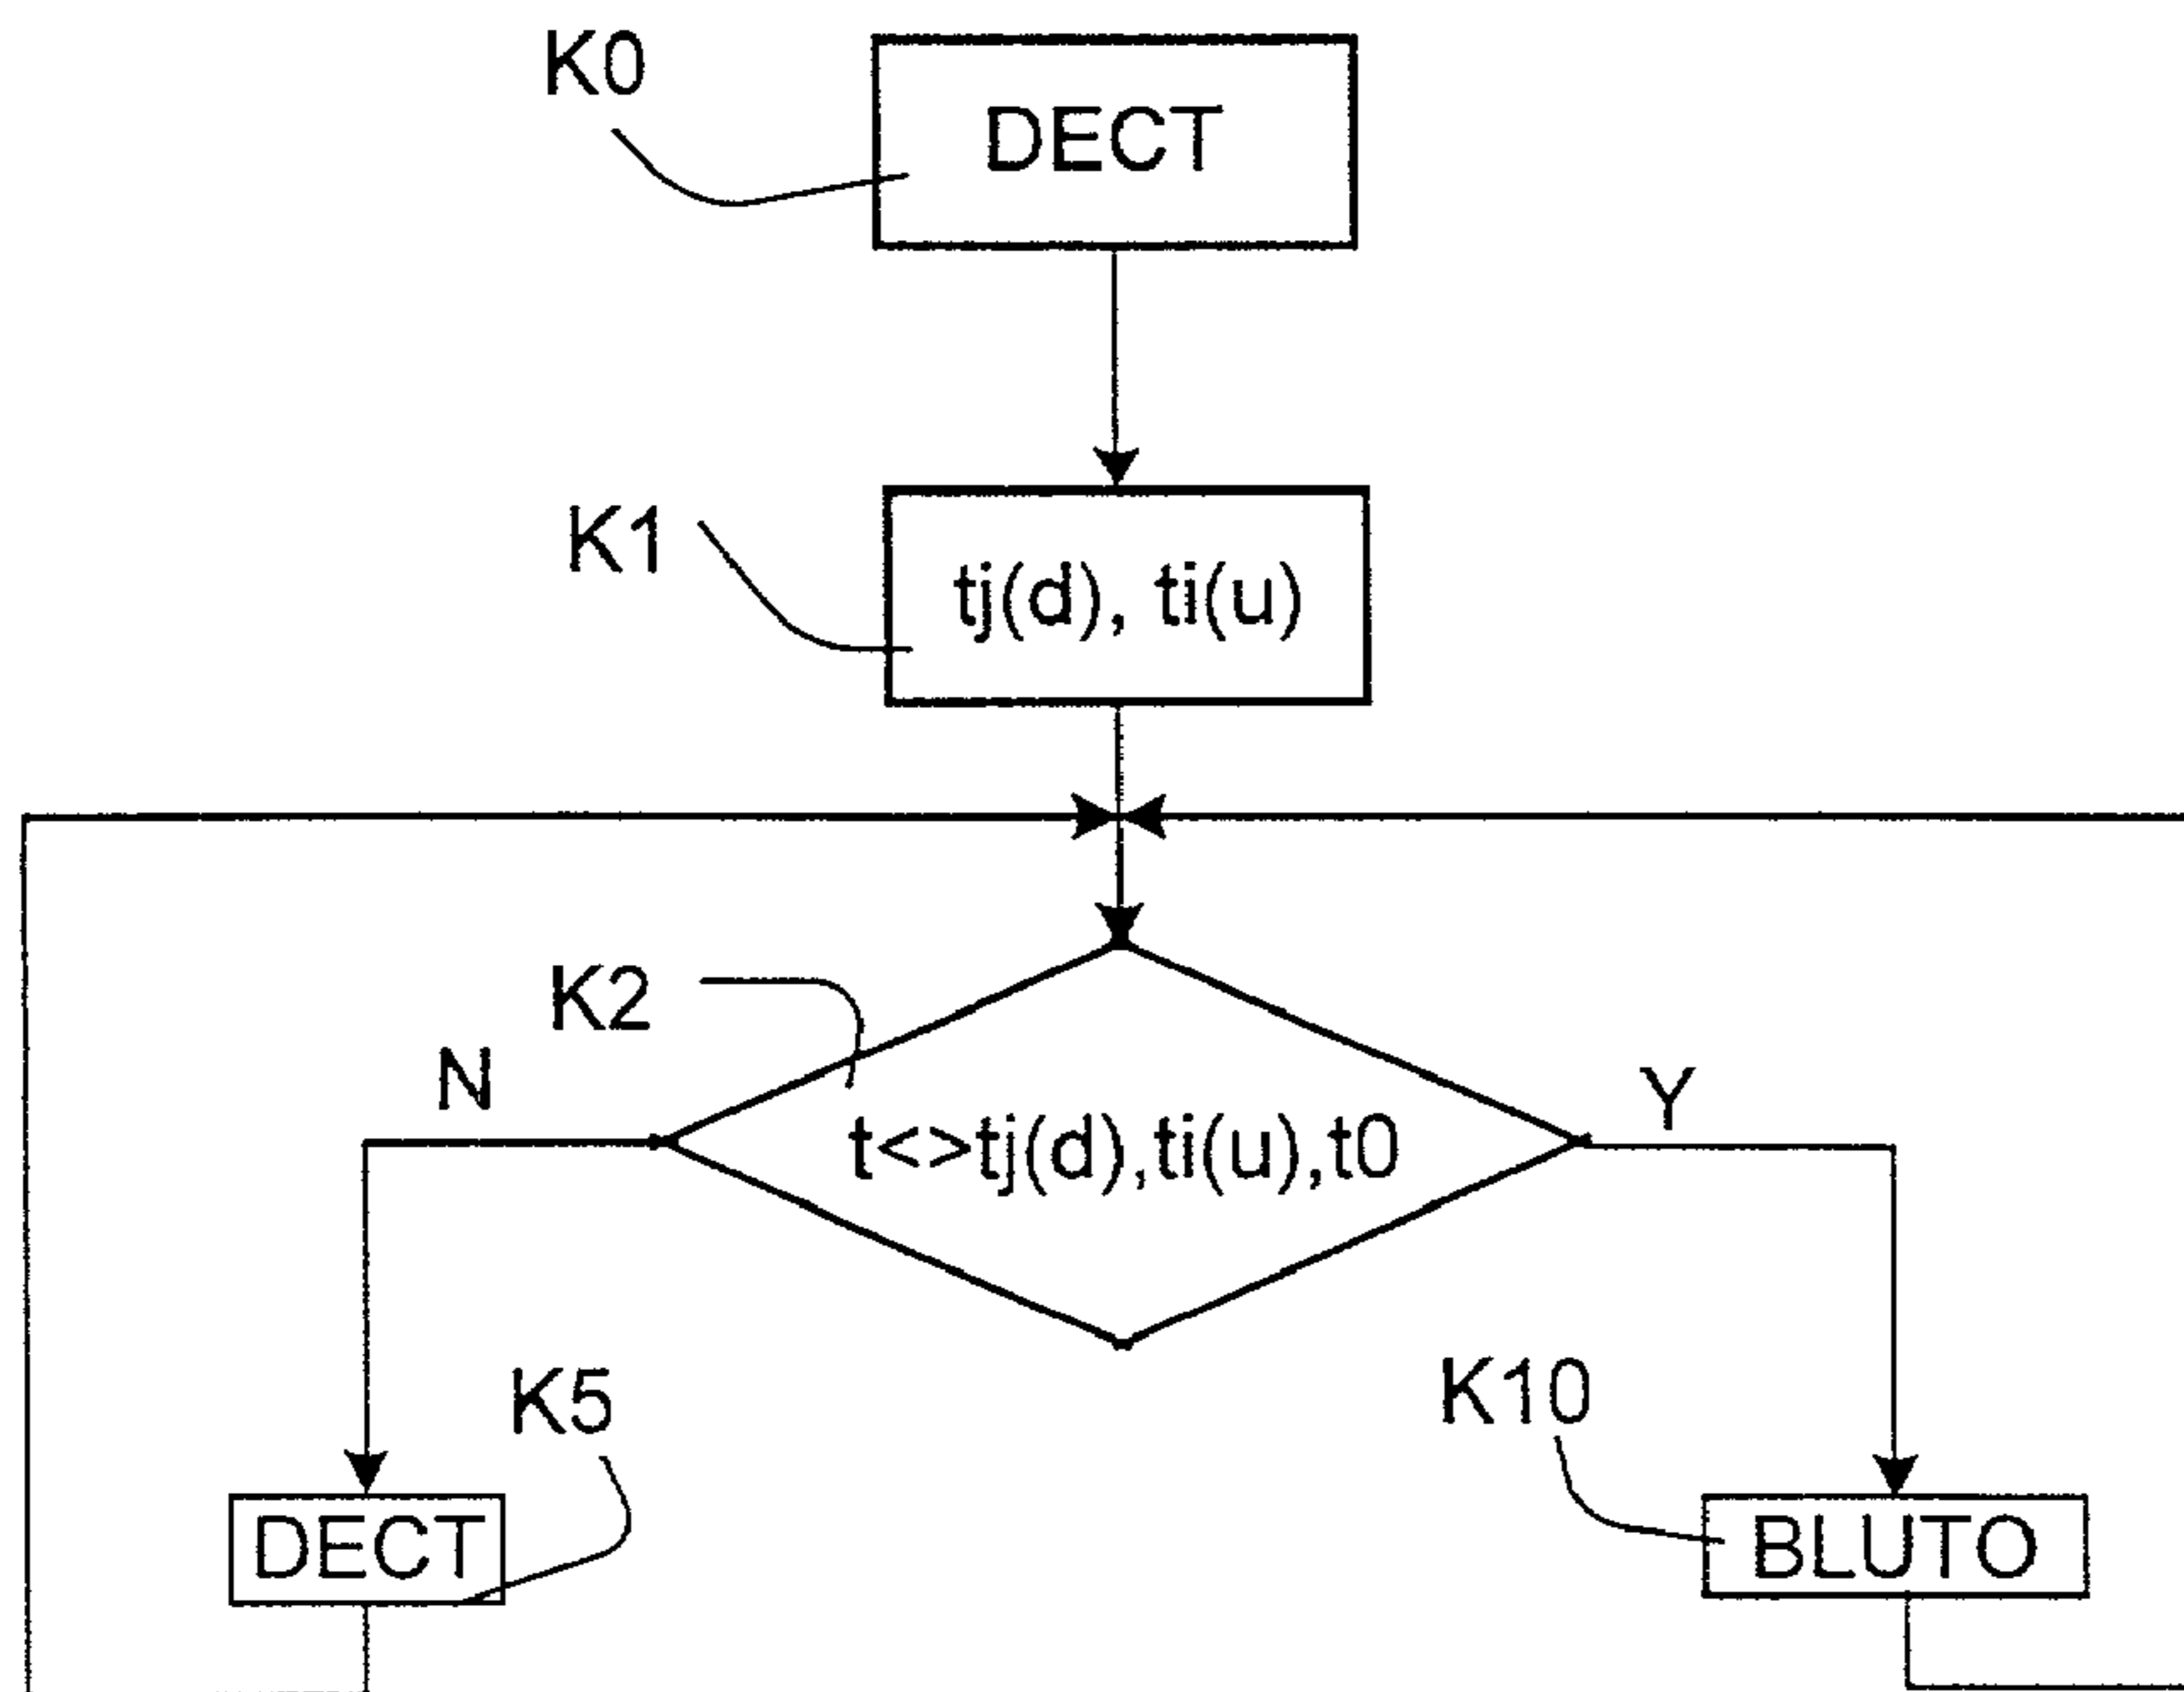 K0
DECT
K1
tj(d), ti(u)
K2
N
Y
t<>tj(d),ti(u),t0
K5
K10
DECT
BLUTO